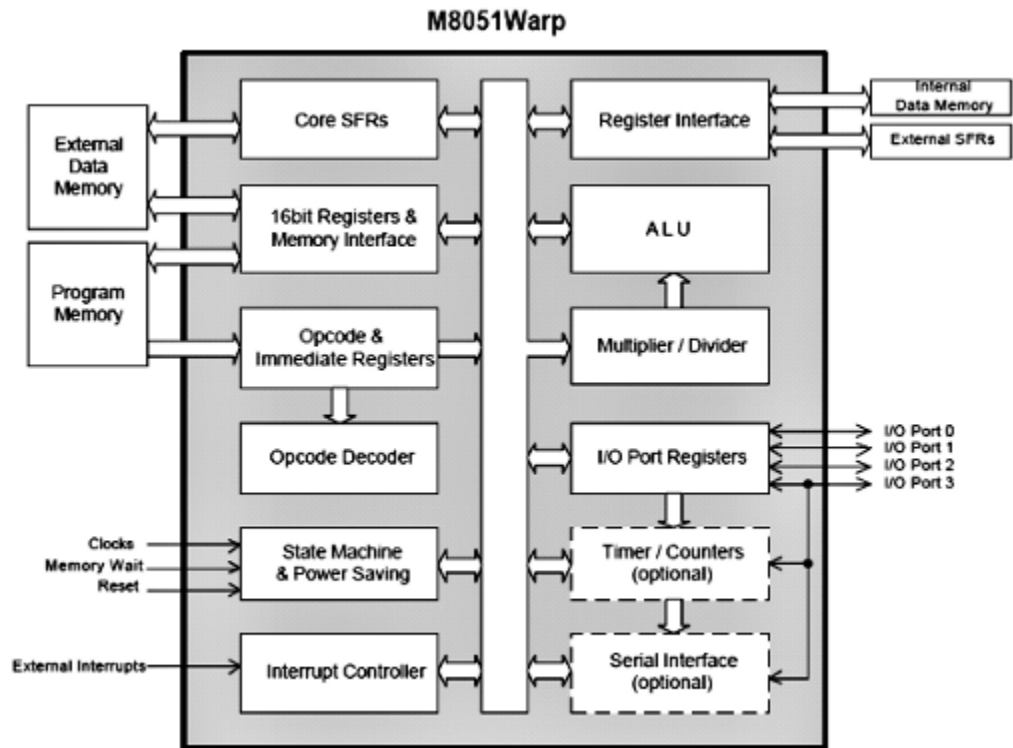 M8051Warp
External
Data
Memory
Program
Memory
Core SFRs
16bit Registers &
Memory Interface
Opcode &
Immediate Registers
Opcode Decoder
State Machine
& Power Saving
Interrupt Controller
Clocks
Memory Wait
Reset
External Interrupts
Register Interface
ALU
Multiplier / Divider
I/O Port Registers
Timer / Counters
(optional)
Serial Interface
(optional)
Internal
Data Memory
External SFRs
I/O Port 0
I/O Port 1
I/O Port 2
I/O Port 3